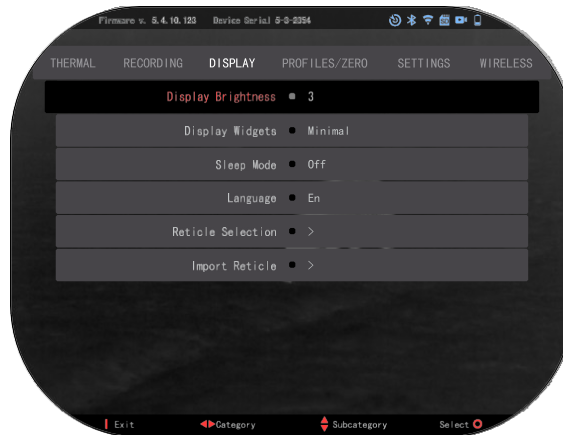 Firmware v. 5.4.10.123 Device Serial 5-3-2354
THERMAL RECORDING DISPLAY PROFILES/ZERO SETTINGS WIRELESS
Display Brightness 3
Display Widgets Minimal
Sleep Mode Off
Language En
Reticle Selection >
Import Reticle >
Exit Category Subcategory Select